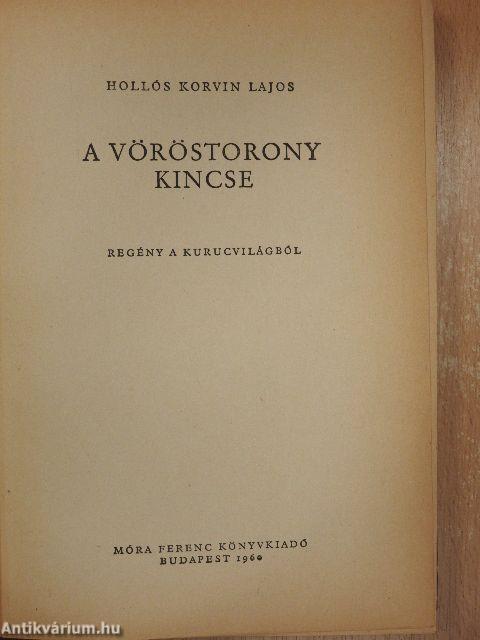 HOLLÓS KORVIN LAJOS
A VÖRÖSTORONY
KINCSE
REGÉNY A KURUCVILÁGBÓL
MÓRA FERENC KÖNYVKIADÓ
BUDAPEST 1960
Antikvárium.hu